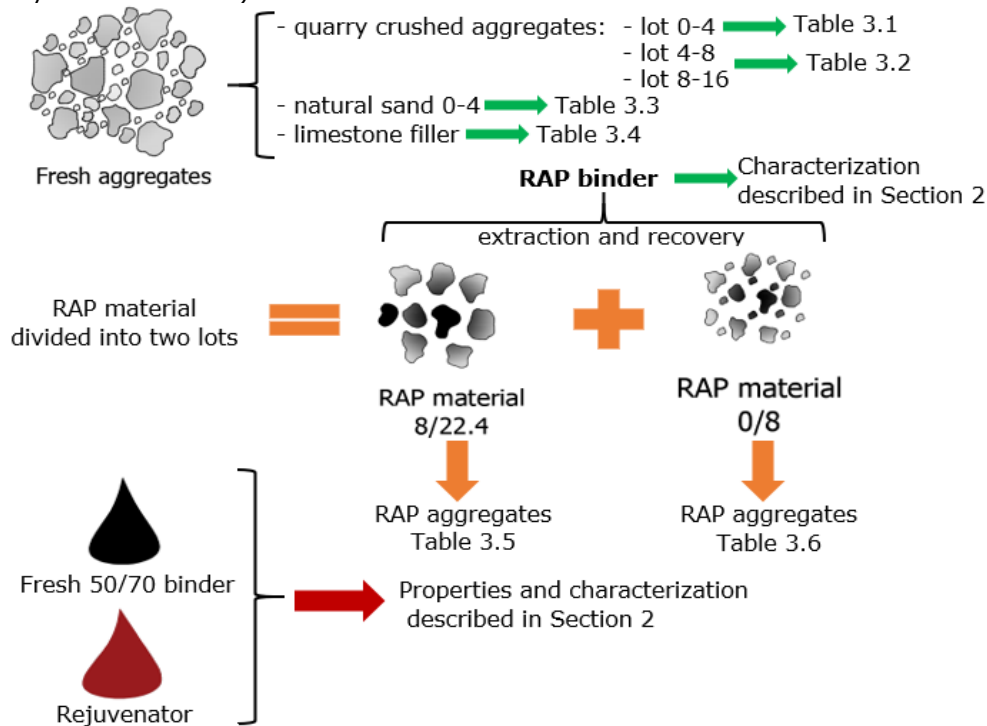 - quarry crushed aggregates: - lot 0-4 Table 3.1
- lot 4-8
- lot 8-16
Table 3.2
- natural sand 0-4 Table 3.3
- limestone filler Table 3.4
Fresh aggregates
RAP binder
Characterization
described in Section 2
extraction and recovery
RAP material
divided into two lots
RAP material
8/22.4
RAP material
0/8
RAP aggregates
Table 3.5
RAP aggregates
Table 3.6
Fresh 50/70 binder
Properties and characterization
described in Section 2
Rejuvenator